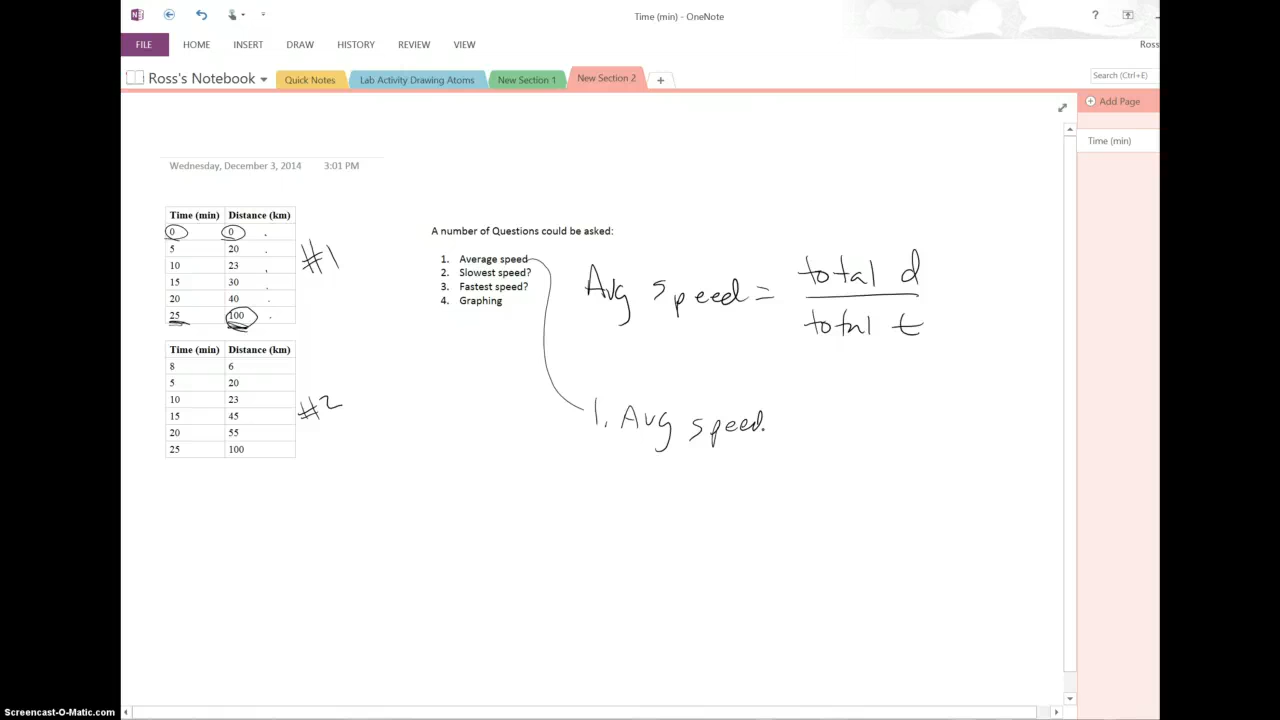 Time (min) - OneNote
?
Ross
FILE HOME INSERT DRAW HISTORY REVIEW VIEW
Ross's Notebook Quick Notes Lab Activity Drawing Atoms New Section 1 New Section 2 +
Search (Ctrl+E)
+ Add Page
Time (min)
Wednesday, December 3, 2014 3:01 PM
Time (min) Distance (km)
0 0
5 20
10 23
15 30
20 40
25 100
#1
Time (min) Distance (km)
8 6
5 20
10 23
15 45
20 55
25 100
#2
A number of Questions could be asked:
1. Average speed
2. Slowest speed?
3. Fastest speed?
4. Graphing
Avg speed = total d
total t
1. Avg speed.
Screencast-O-Matic.com